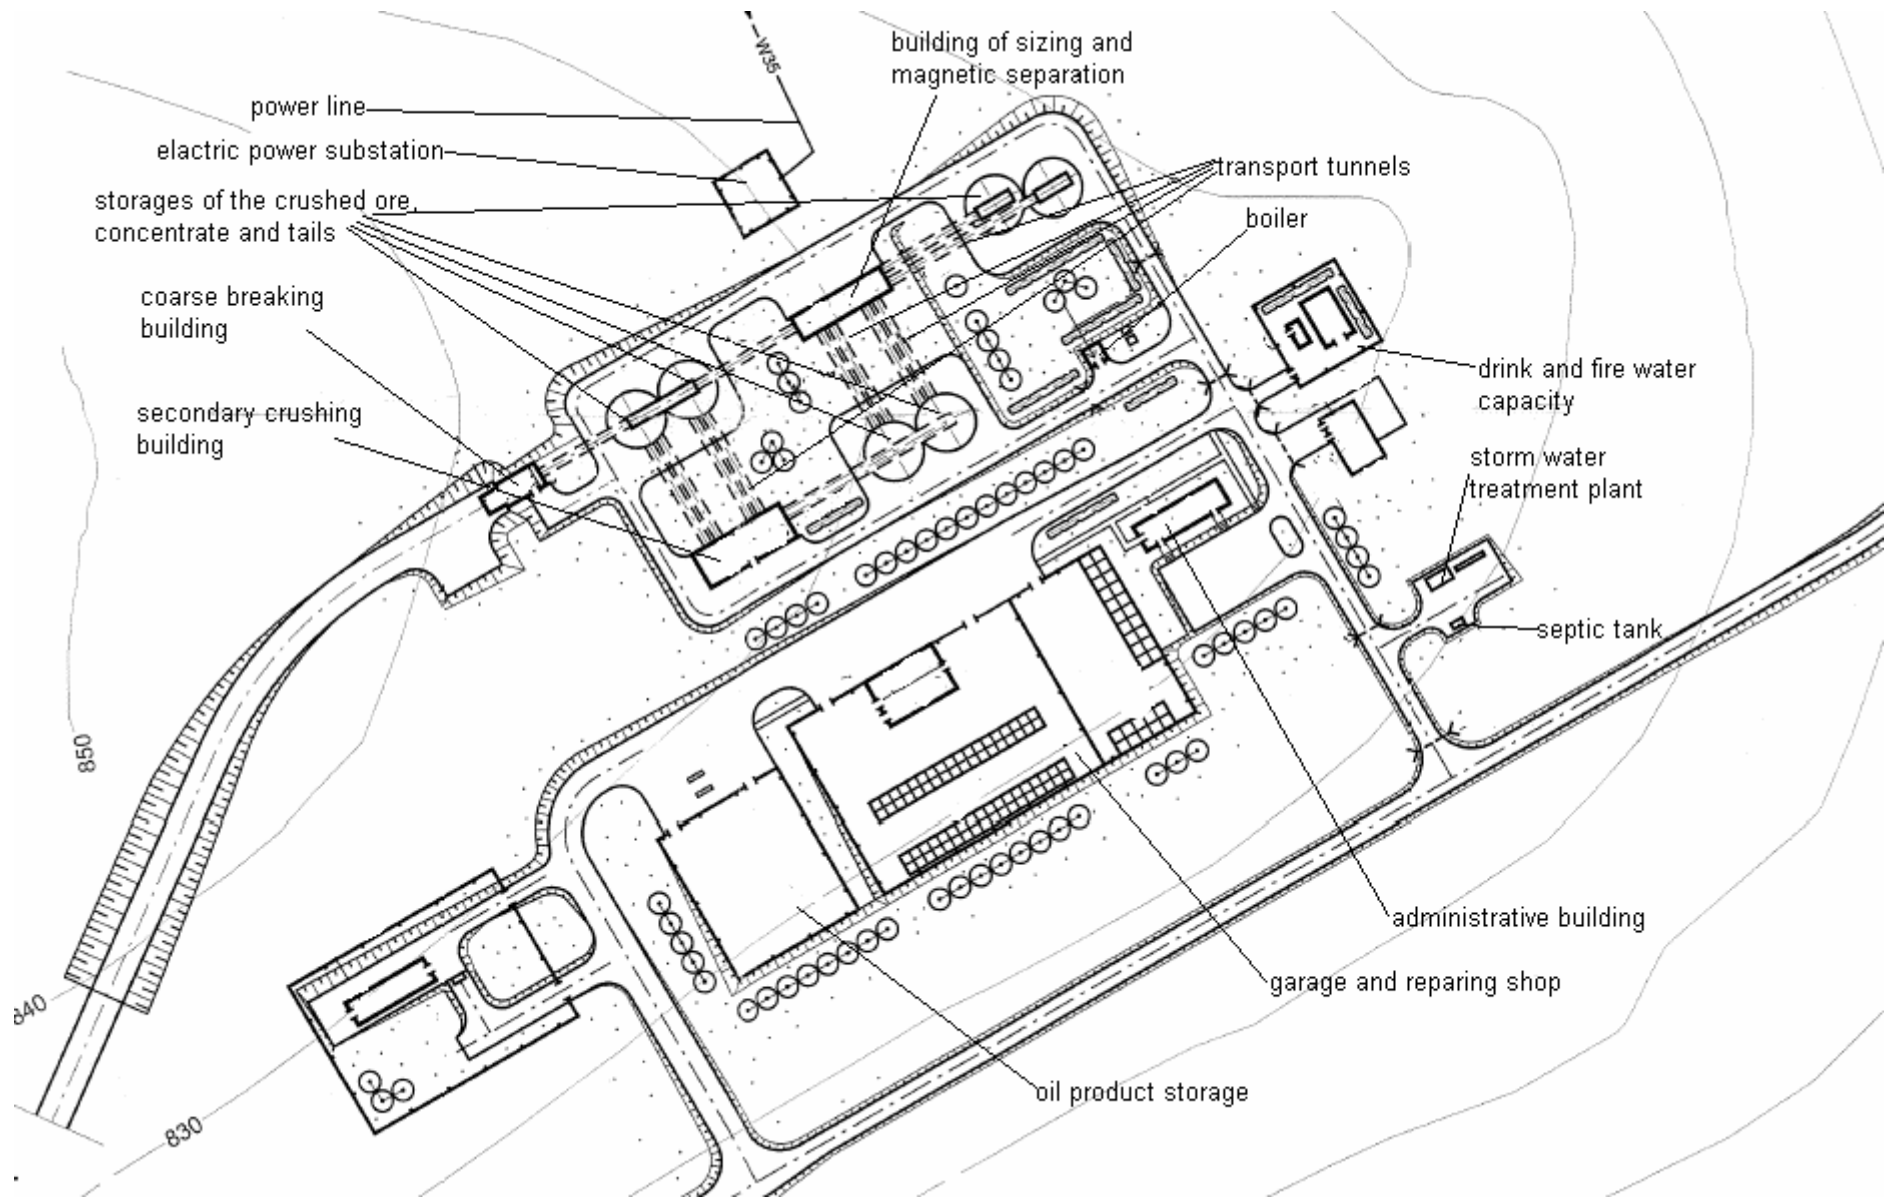 building of sizing and
magnetic separation
W35
power line
elactric power substation
storages of the crushed ore,
concentrate and tails
transport tunnels
boiler
coarse breaking
building
drink and fire water
capacity
secondary crushing
building
storm water
treatment plant
septic tank
850
administrative building
garage and reparing shop
840
oil product storage
830